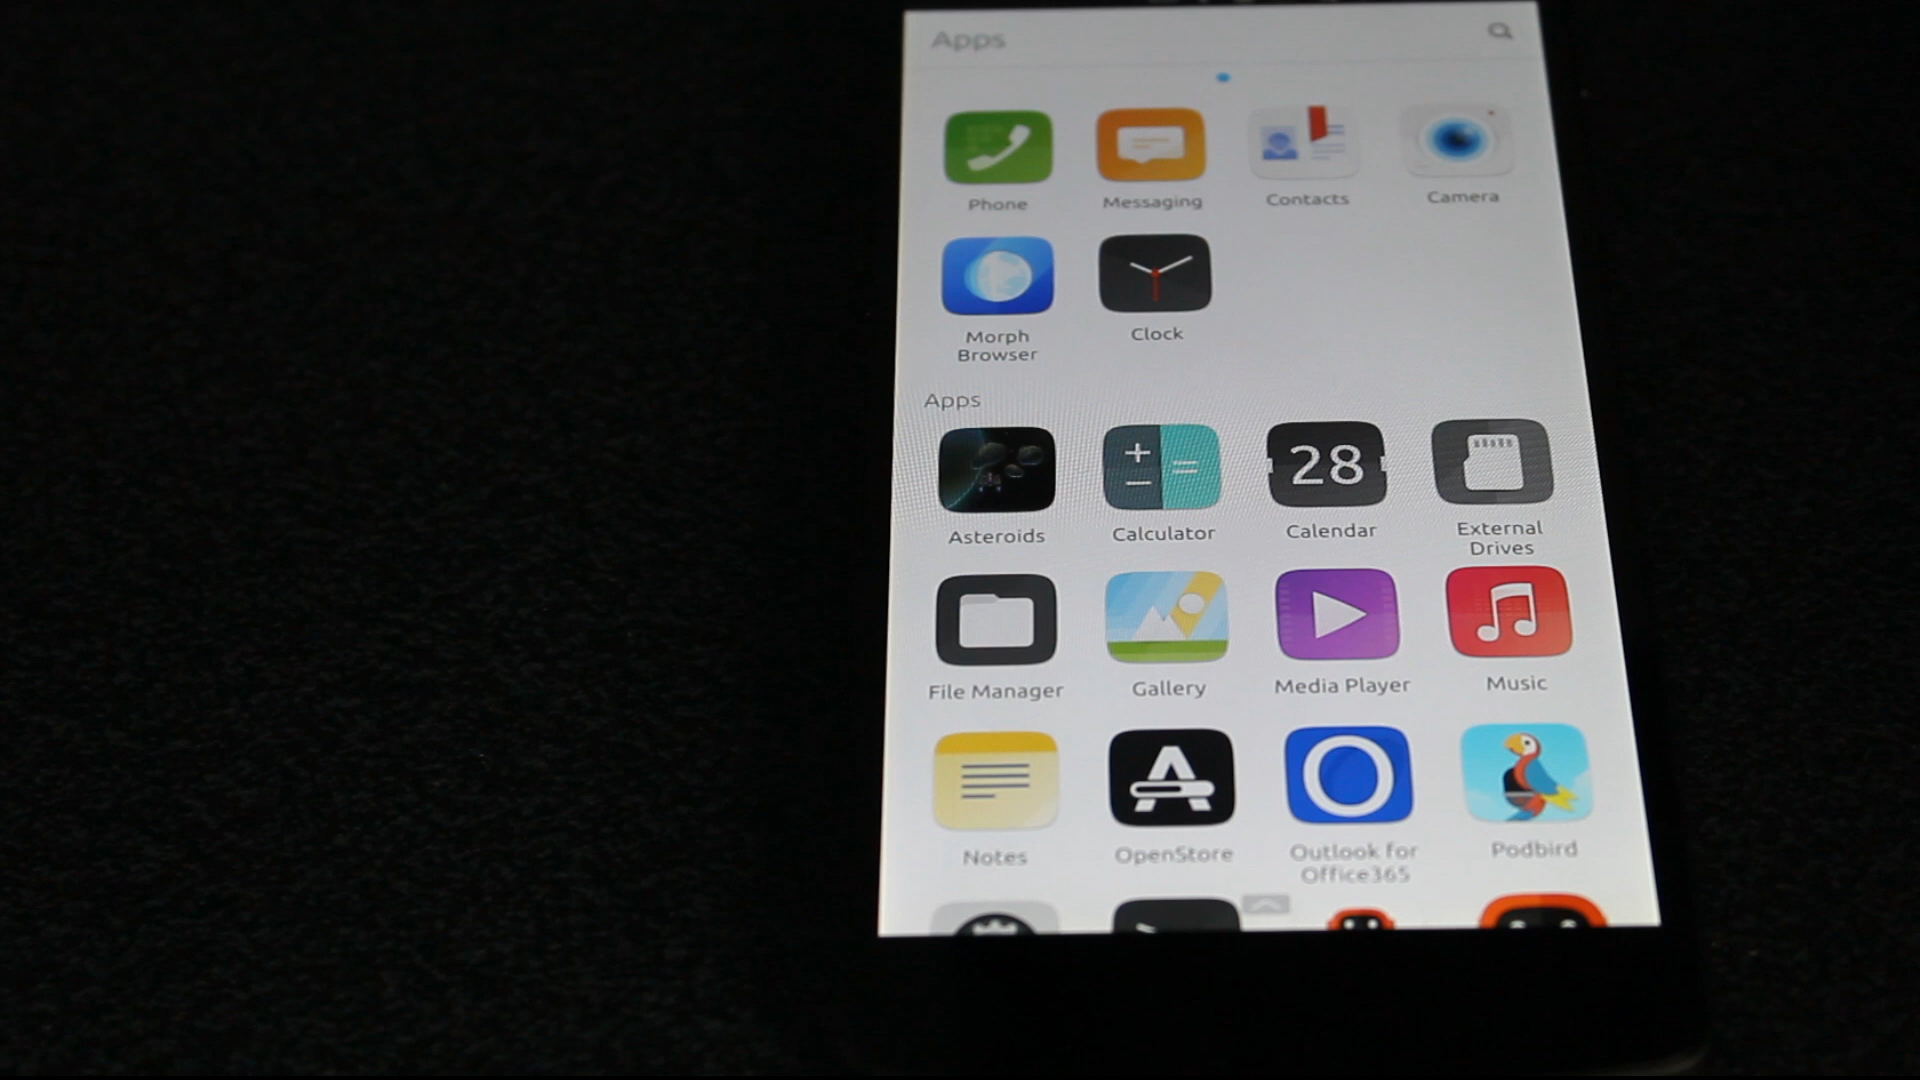 Apps
Phone
Messaging
Contacts
Camera
Morph
Browser
Clock
Apps
28
Asteroids
Calculator
Calendar
External
Drives
File Manager
Gallery
Media Player
Music
Notes
OpenStore
Outlook for
Office365
Podbird